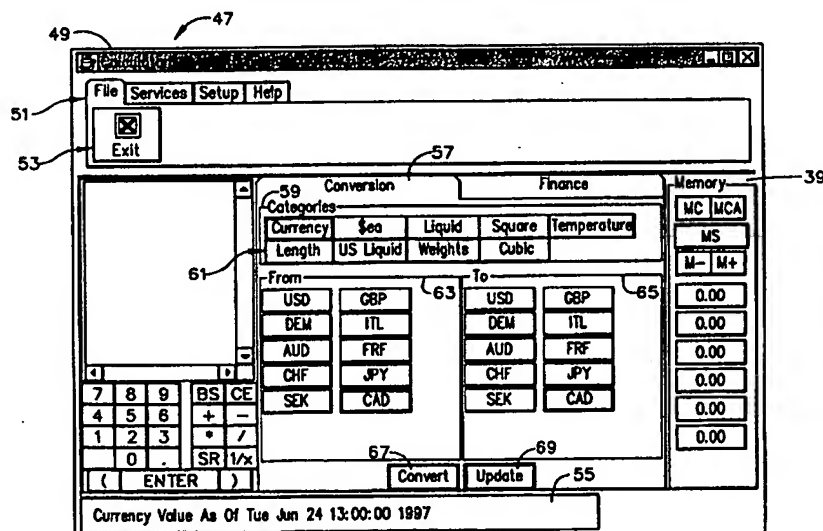 47
49
51
File Services Setup Help
53
Exit
57
39
Conversion Finance
Memory
59
Categories
Currency $ea Liquid Square Temperature
61
Length US Liquid Weights Cubic
MC MCA
MS
M- M+
0.00
0.00
0.00
0.00
0.00
0.00
From 63
USD GBP
DEM ITL
AUD FRF
CHF JPY
SEK CAD
To 65
USD GBP
DEM ITL
AUD FRF
CHF JPY
SEK CAD
7 8 9 BS CE
4 5 6 + -
1 2 3 * /
0 . SR 1/x
( ENTER )
67 69
Convert Update
55
Currency Value As Of Tue Jun 24 13:00:00 1997